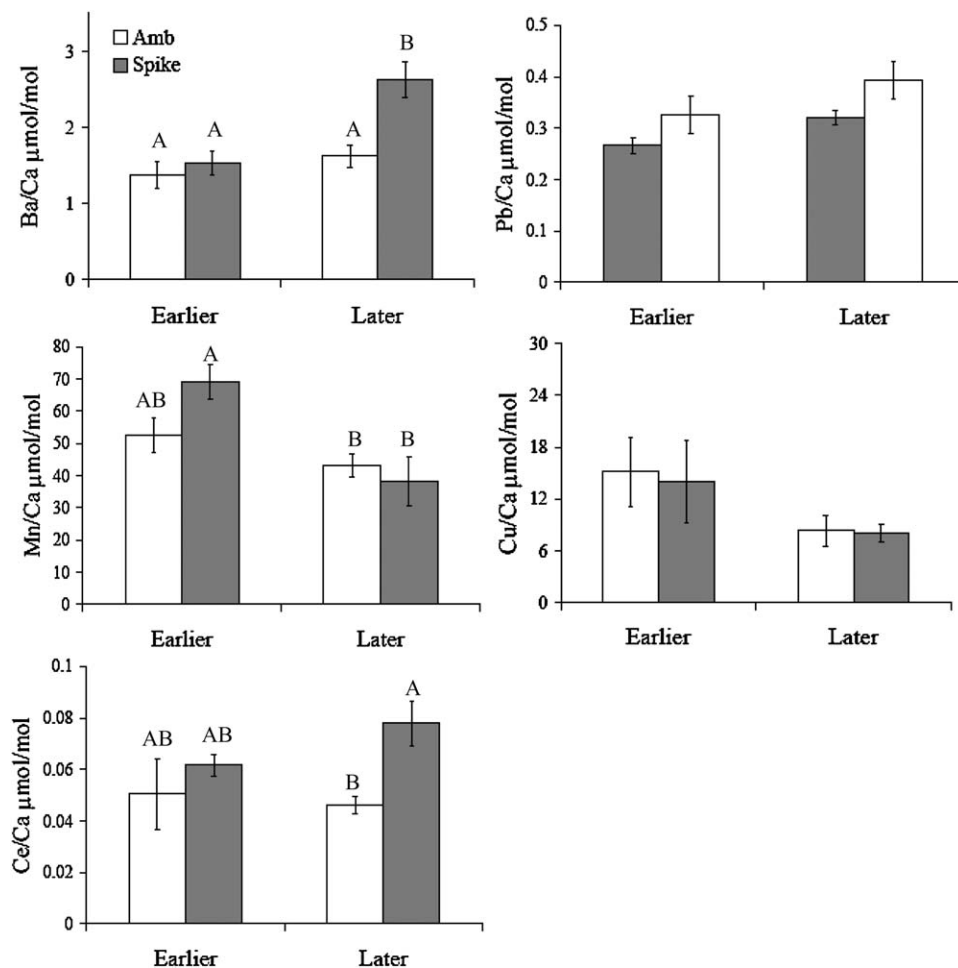 Ba/Ca µmol/mol
3
2
1
0
Amb
Spike
A
A
A
B
Earlier
Later
Pb/Ca µmol/mol
0.5
0.4
0.3
0.2
0.1
0
Earlier
Later
Mn/Ca µmol/mol
80
70
60
50
40
30
20
10
0
AB
A
B
B
Earlier
Later
Cu/Ca µmol/mol
30
24
18
12
6
0
Earlier
Later
Ce/Ca µmol/mol
0.1
0.08
0.06
0.04
0.02
0
AB
AB
B
A
Earlier
Later